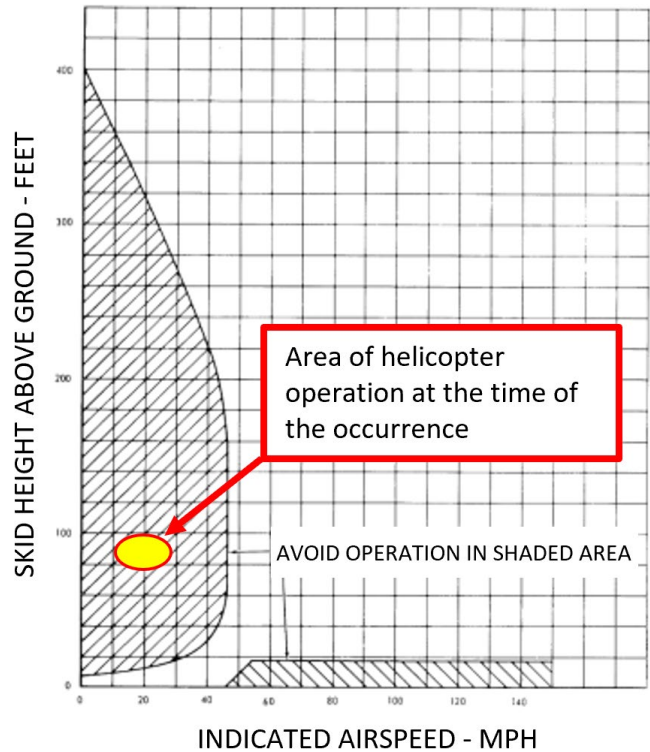 400
SKID HEIGHT ABOVE GROUND - FEET
300
Area of helicopter
operation at the time of
the occurrence
200
100
AVOID OPERATION IN SHADED AREA
0
0 20 40 60 80 100 120 140
INDICATED AIRSPEED - MPH